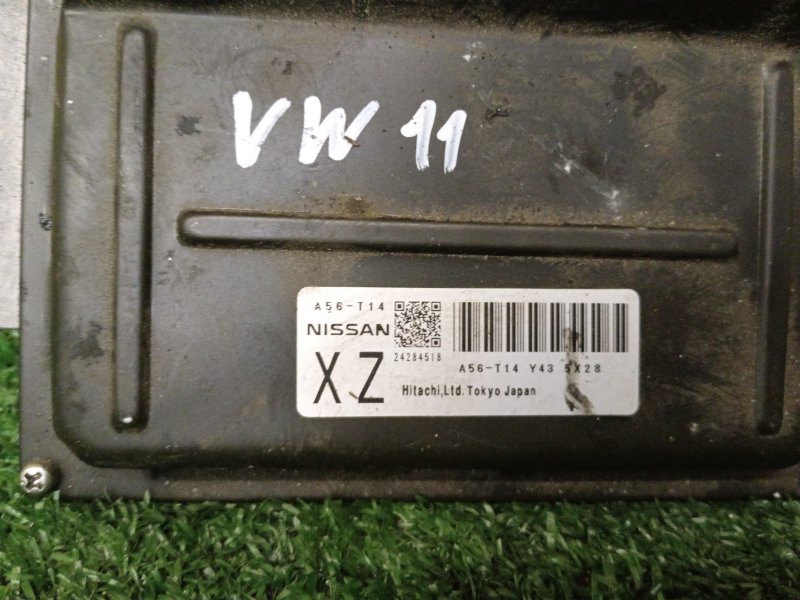 VW 11
A56-T14
NISSAN
24284518
XZ
A56-T14 Y43 5X28
Hitachi,Ltd.Tokyo Japan